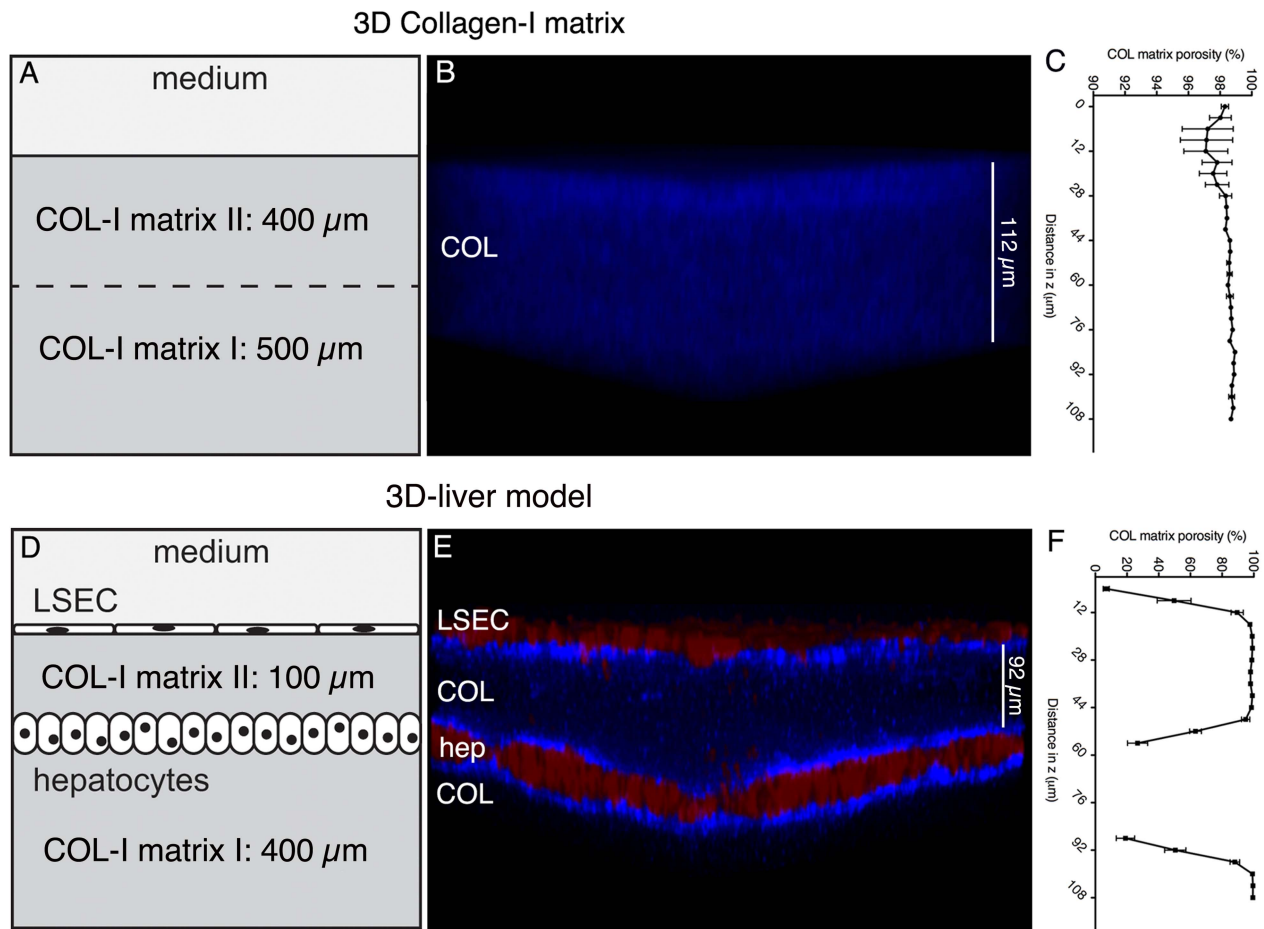 3D Collagen-I matrix
A
medium
COL-I matrix II: 400 µm
COL-I matrix I: 500 µm
B
COL
112 µm
C
COL matrix porosity (%)
90 92 94 96 98 100
0
12
28
44
60
76
92
108
Distance in z (µm)
3D-liver model
D
medium
LSEC
COL-I matrix II: 100 µm
hepatocytes
COL-I matrix I: 400 µm
E
LSEC
COL
hep
COL
92 µm
F
COL matrix porosity (%)
0 20 40 60 80 100
12
28
44
60
76
92
108
Distance in z (µm)